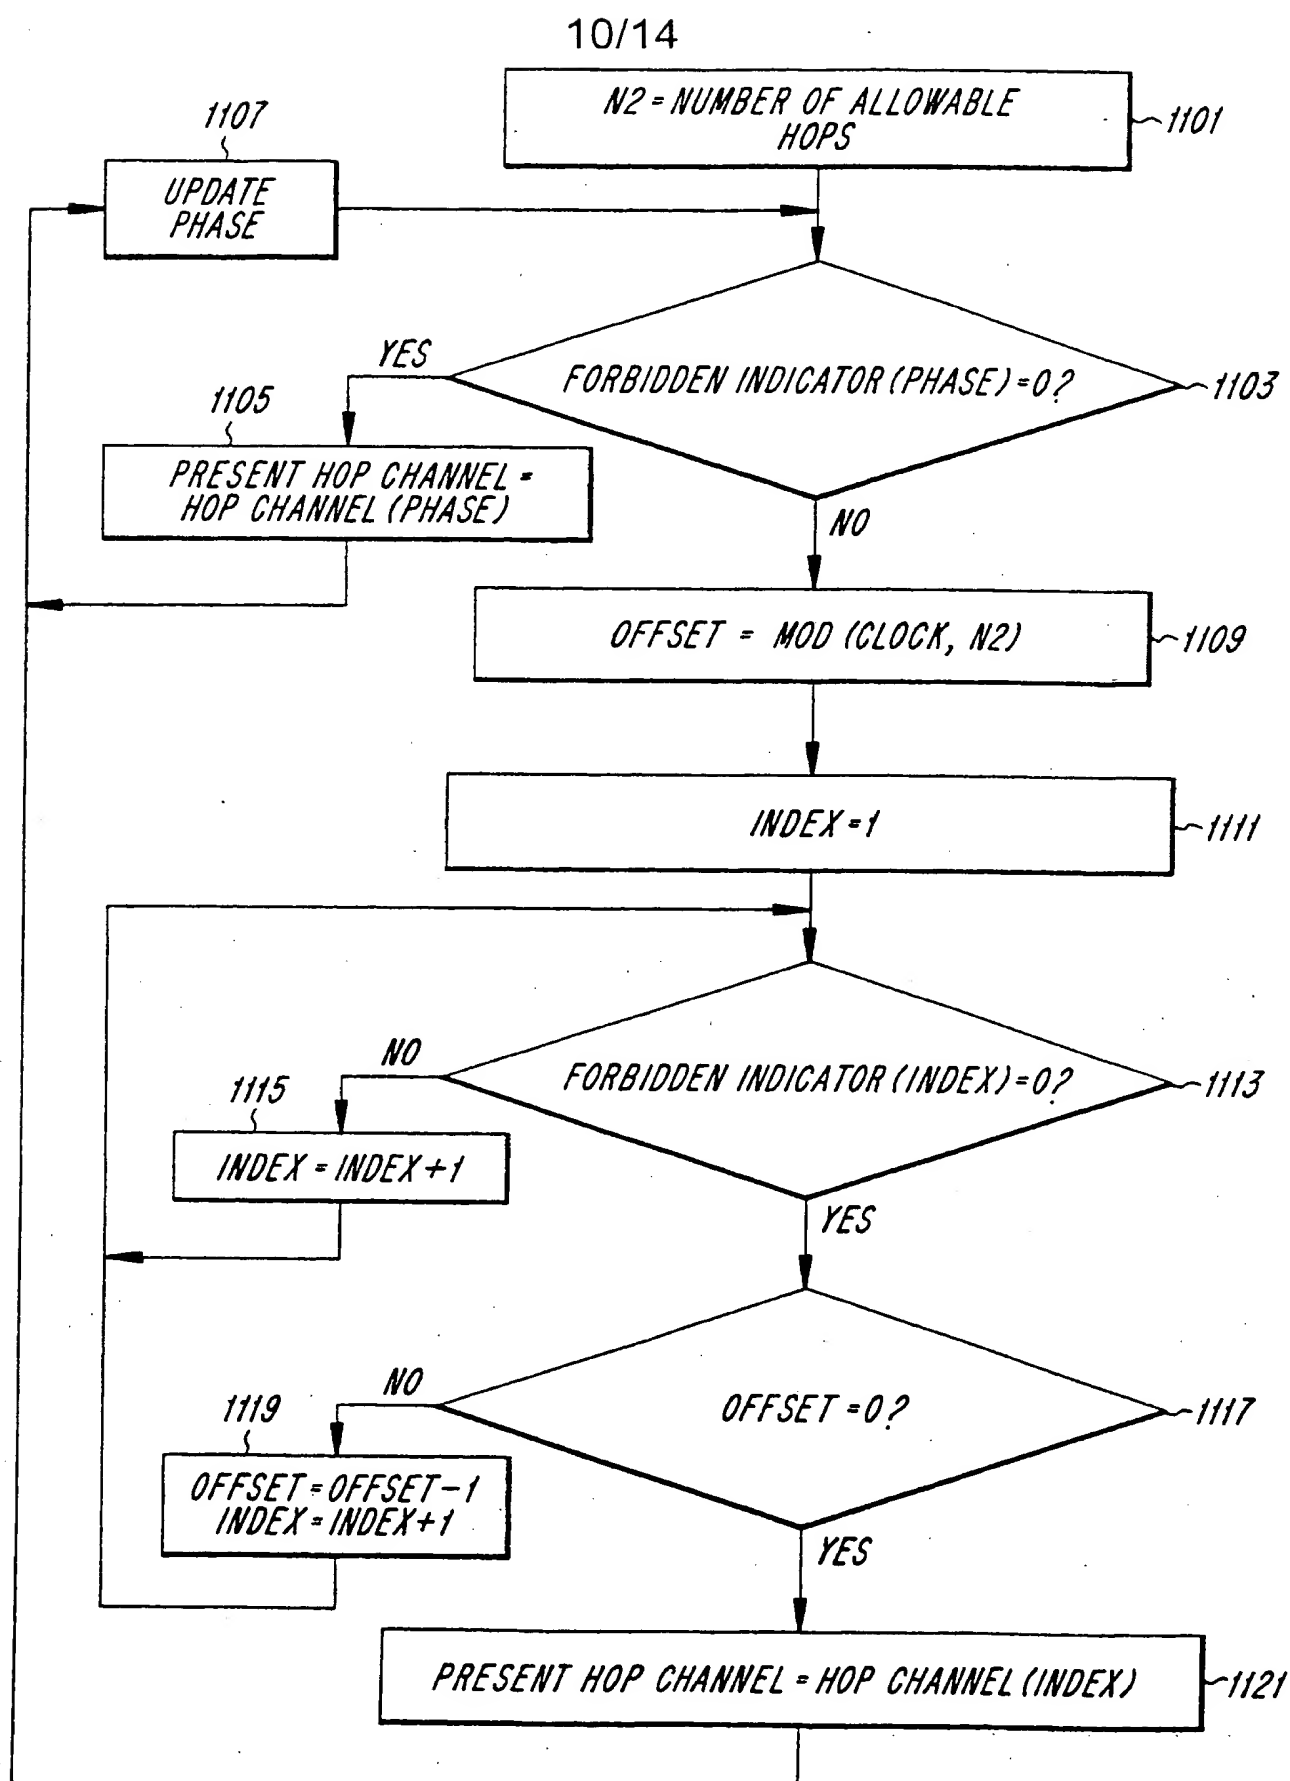 10/14
N2 = NUMBER OF ALLOWABLE
HOPS
1101
1107
UPDATE
PHASE
FORBIDDEN INDICATOR (PHASE) = 0?
1103
YES
1105
PRESENT HOP CHANNEL =
HOP CHANNEL (PHASE)
NO
OFFSET = MOD (CLOCK, N2)
1109
INDEX = 1
1111
FORBIDDEN INDICATOR (INDEX) = 0?
1113
NO
1115
INDEX = INDEX + 1
YES
OFFSET = 0?
1117
NO
1119
OFFSET = OFFSET - 1
INDEX = INDEX + 1
YES
PRESENT HOP CHANNEL = HOP CHANNEL (INDEX)
1121